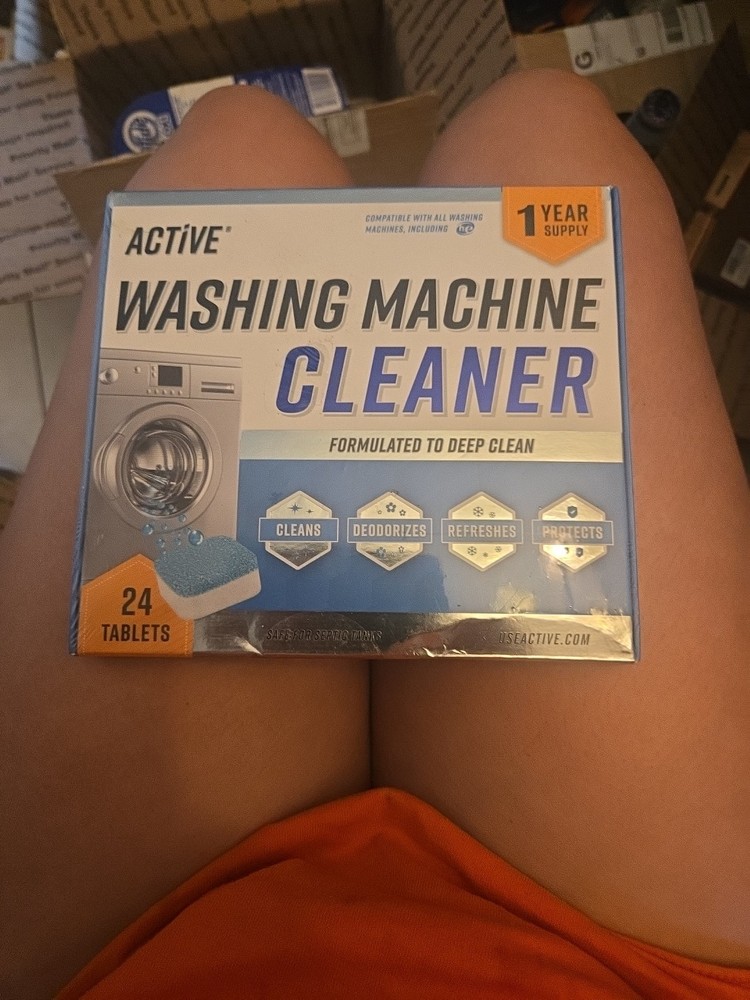 ACTiVE®
COMPATIBLE WITH ALL WASHING
MACHINES, INCLUDING he
1 YEAR
SUPPLY
WASHING MACHINE
CLEANER
FORMULATED TO DEEP CLEAN
CLEANS
DEODORIZES
REFRESHES
PROTECTS
24
TABLETS
SAFE FOR SEPTIC TANKS
USEACTIVE.COM
G